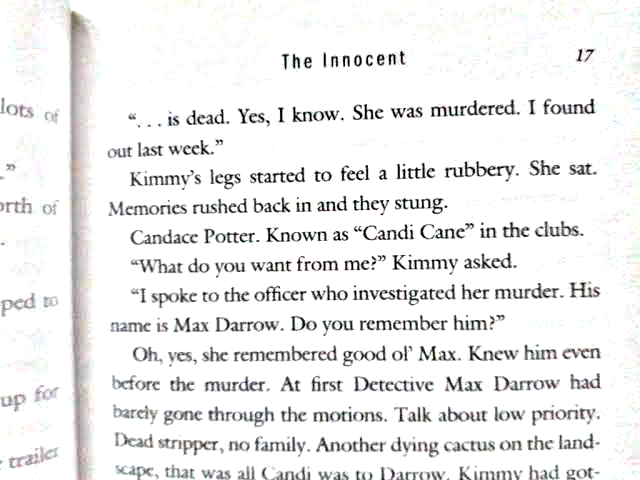 lots of
”
orth of
ped to
up for
trailer
The Innocent 17
“. . . is dead. Yes, I know. She was murdered. I found
out last week.”
Kimmy’s legs started to feel a little rubbery. She sat.
Memories rushed back in and they stung.
Candace Potter. Known as “Candi Cane” in the clubs.
“What do you want from me?” Kimmy asked.
“I spoke to the officer who investigated her murder. His
name is Max Darrow. Do you remember him?”
Oh, yes, she remembered good ol’ Max. Knew him even
before the murder. At first Detective Max Darrow had
barely gone through the motions. Talk about low priority.
Dead stripper, no family. Another dying cactus on the land-
scape, that was all Candi was to Darrow. Kimmy had got-